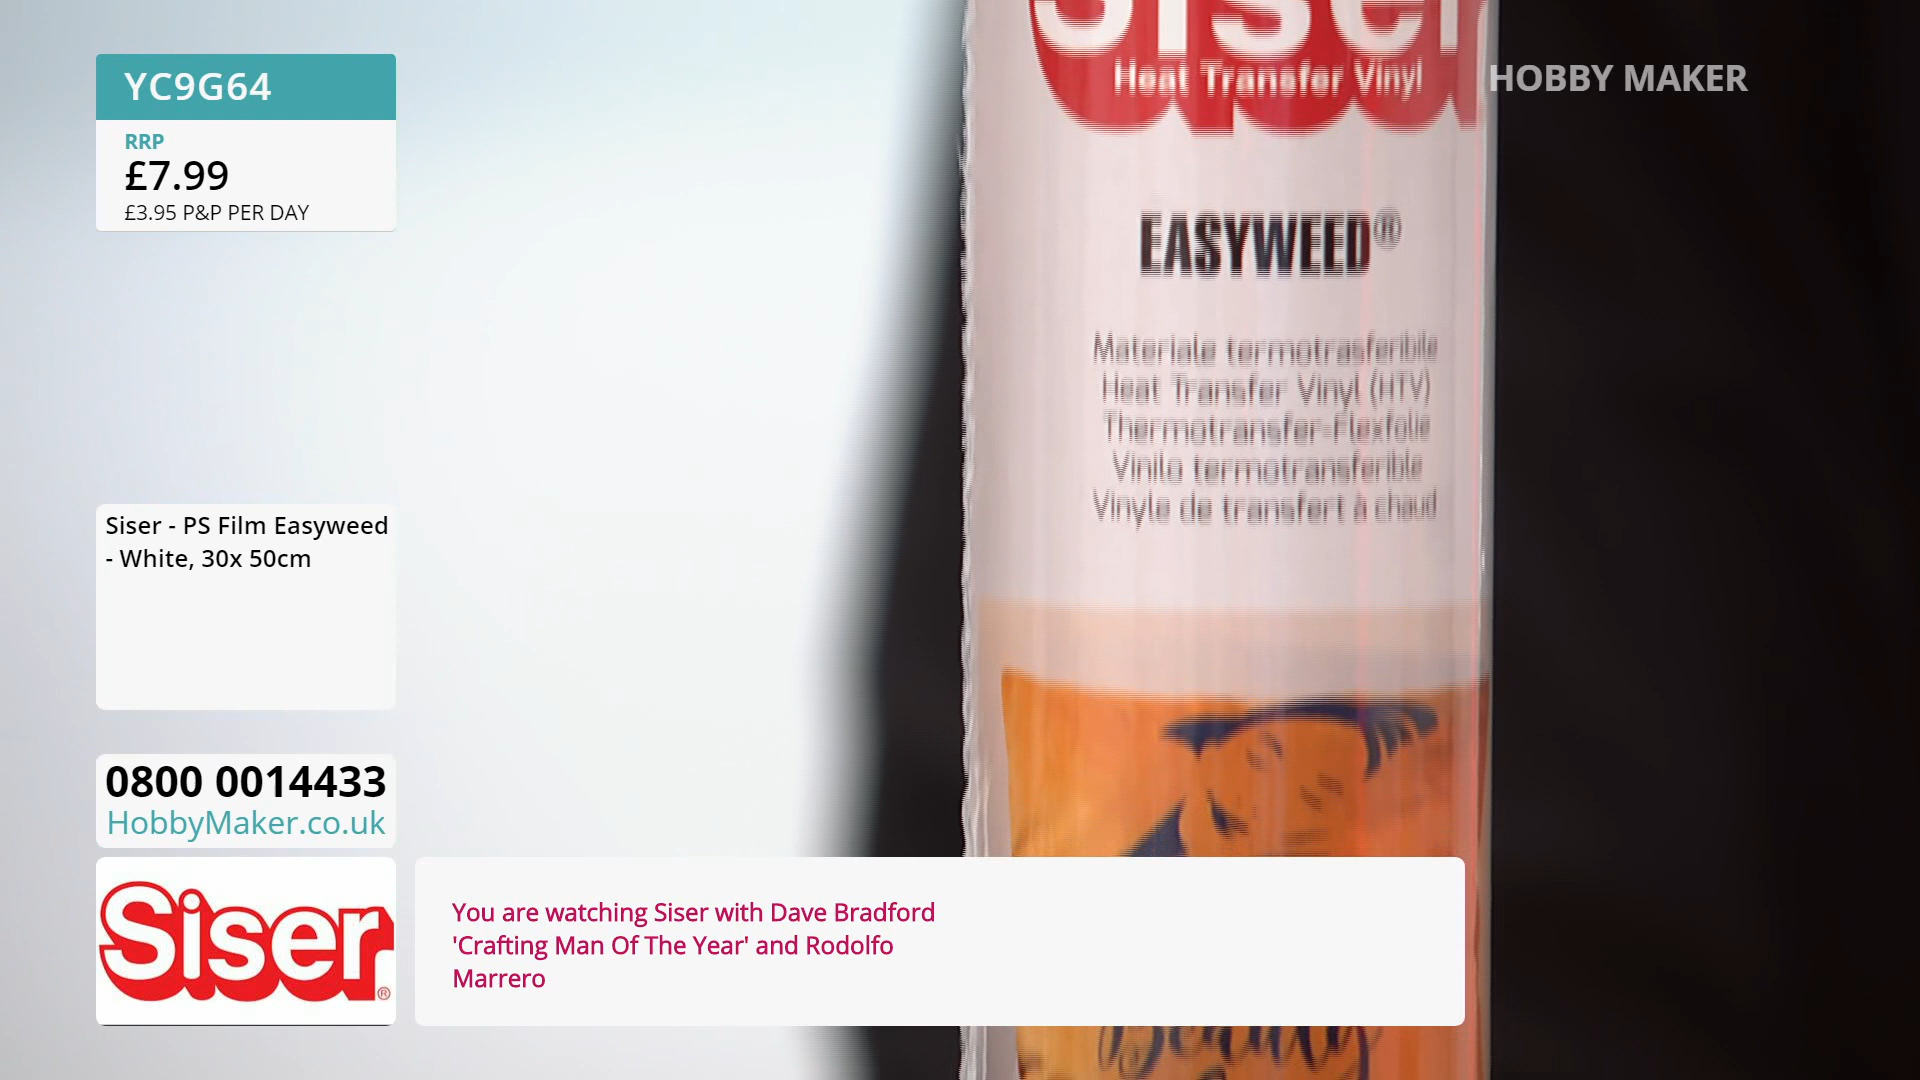 YC9G64
RRP
£7.99
£3.95 P&P PER DAY
Siser - PS Film Easyweed
- White, 30x 50cm
0800 0014433
HobbyMaker.co.uk
Siser®
You are watching Siser with Dave Bradford
'Crafting Man Of The Year' and Rodolfo
Marrero
HOBBY MAKER
Siser
Heat Transfer Vinyl
EASYWEED®
Materiale termotrasferibile
Heat Transfer Vinyl (HTV)
Thermotransfer-Flexfolie
Vinilo termotransferible
Vinyle de transfert à chaud